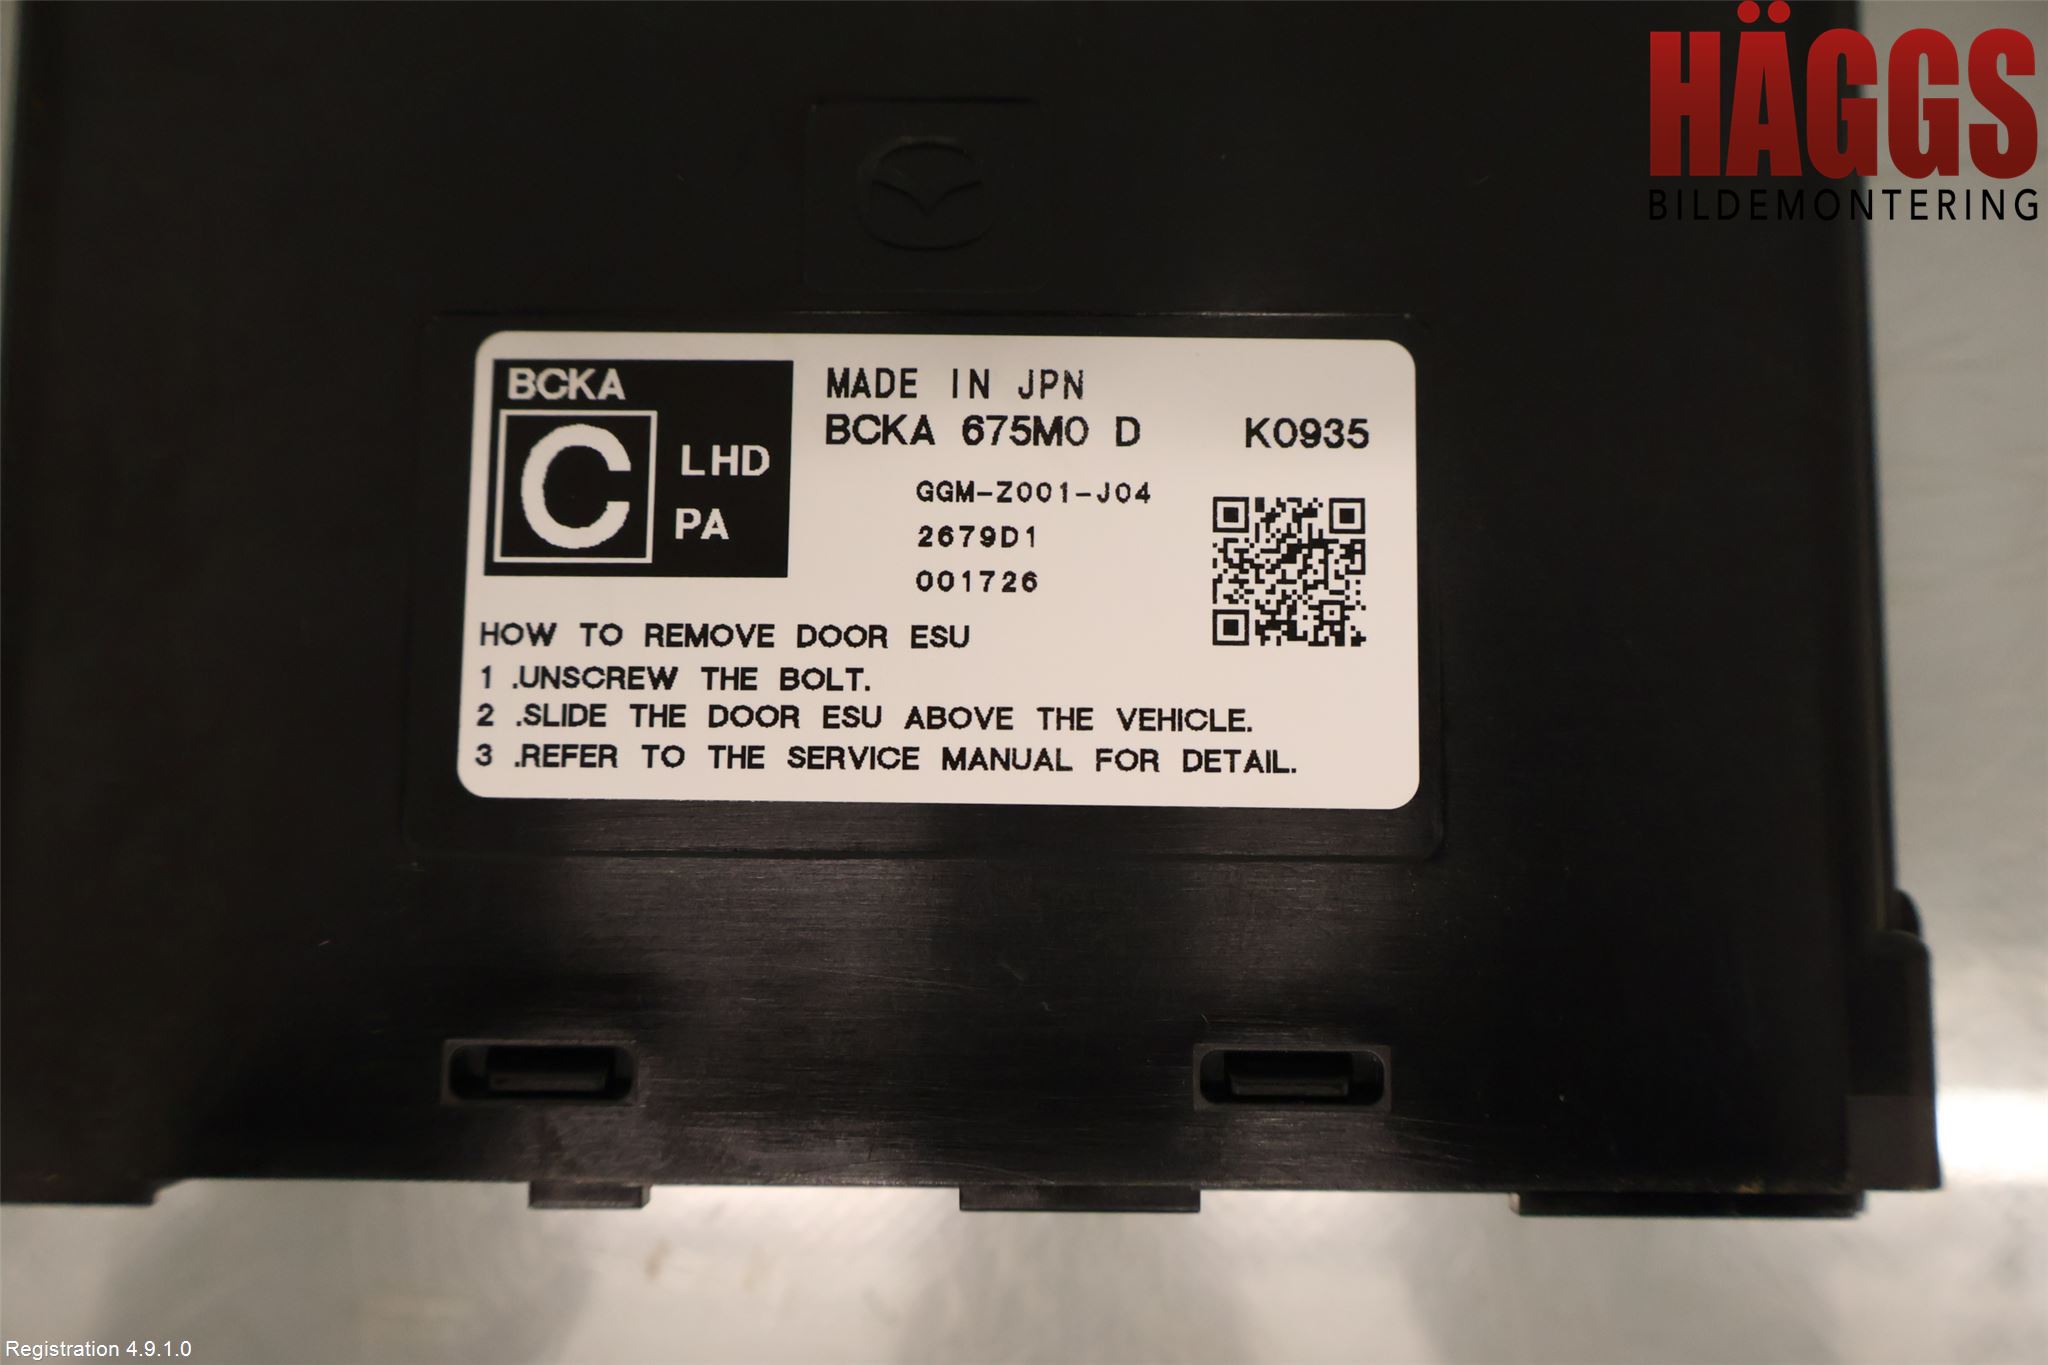 HÄGGS
BILDEMONTERING
BCKA
C
LHD
PA
MADE IN JPN
BCKA 675M0 D K0935
GGM-Z001-J04
2679D1
001726
HOW TO REMOVE DOOR ESU
1 .UNSCREW THE BOLT.
2 .SLIDE THE DOOR ESU ABOVE THE VEHICLE.
3 .REFER TO THE SERVICE MANUAL FOR DETAIL.
Registration 4.9.1.0